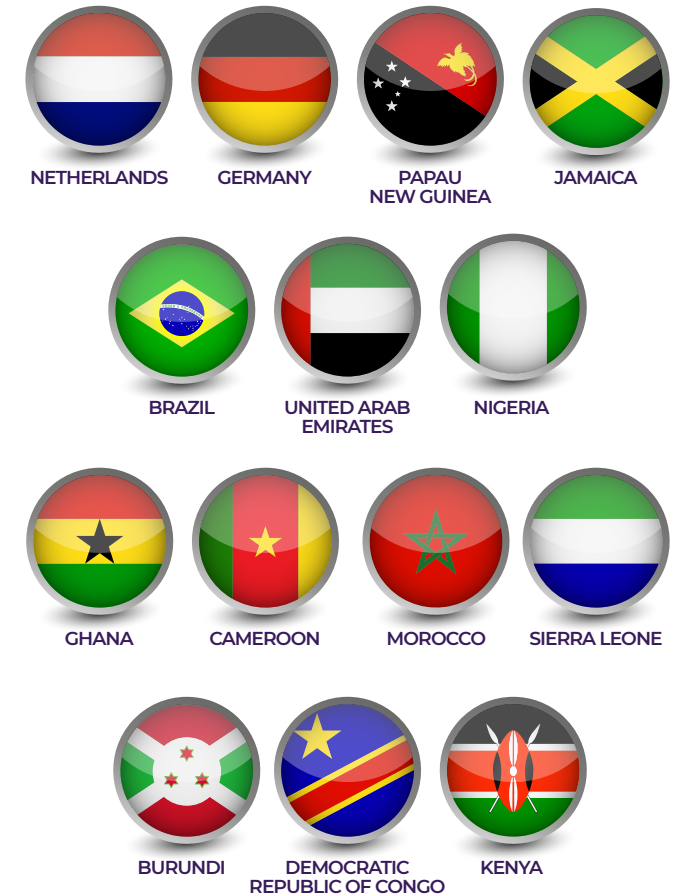 NETHERLANDS
GERMANY
PAPAU
NEW GUINEA
JAMAICA
BRAZIL
UNITED ARAB
EMIRATES
NIGERIA
GHANA
CAMEROON
MOROCCO
SIERRA LEONE
BURUNDI
DEMOCRATIC
REPUBLIC OF CONGO
KENYA